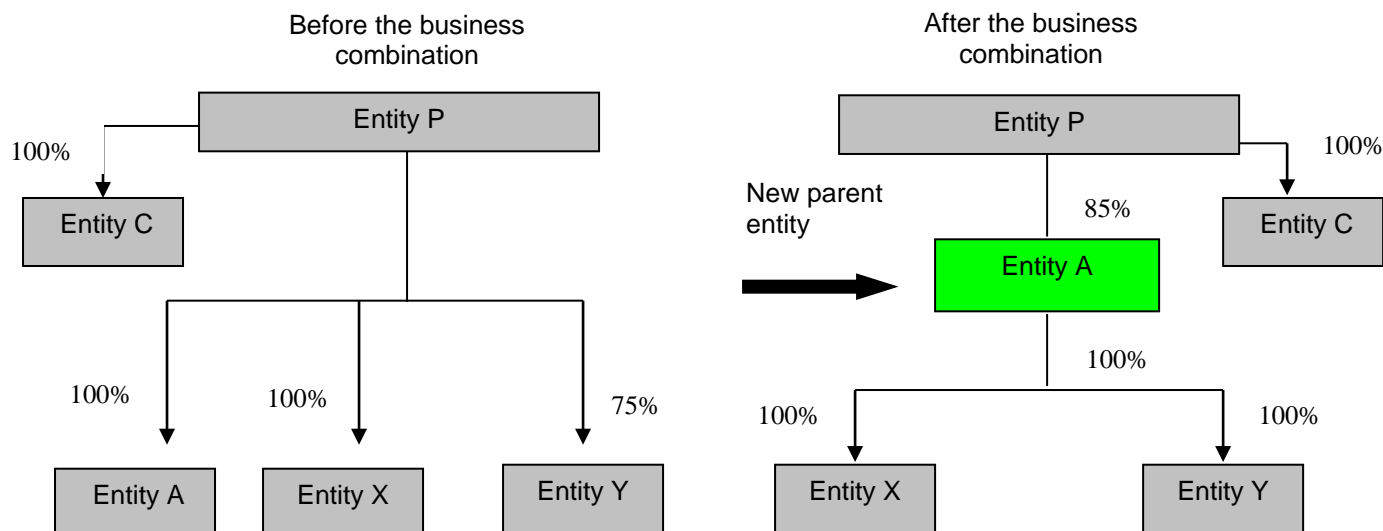 Before the business
combination
Entity P
100%
Entity C
100%
100%
75%
Entity A
Entity X
Entity Y
After the business
combination
Entity P
100%
New parent
entity
85%
Entity C
Entity A
100%
100%
100%
Entity X
Entity Y